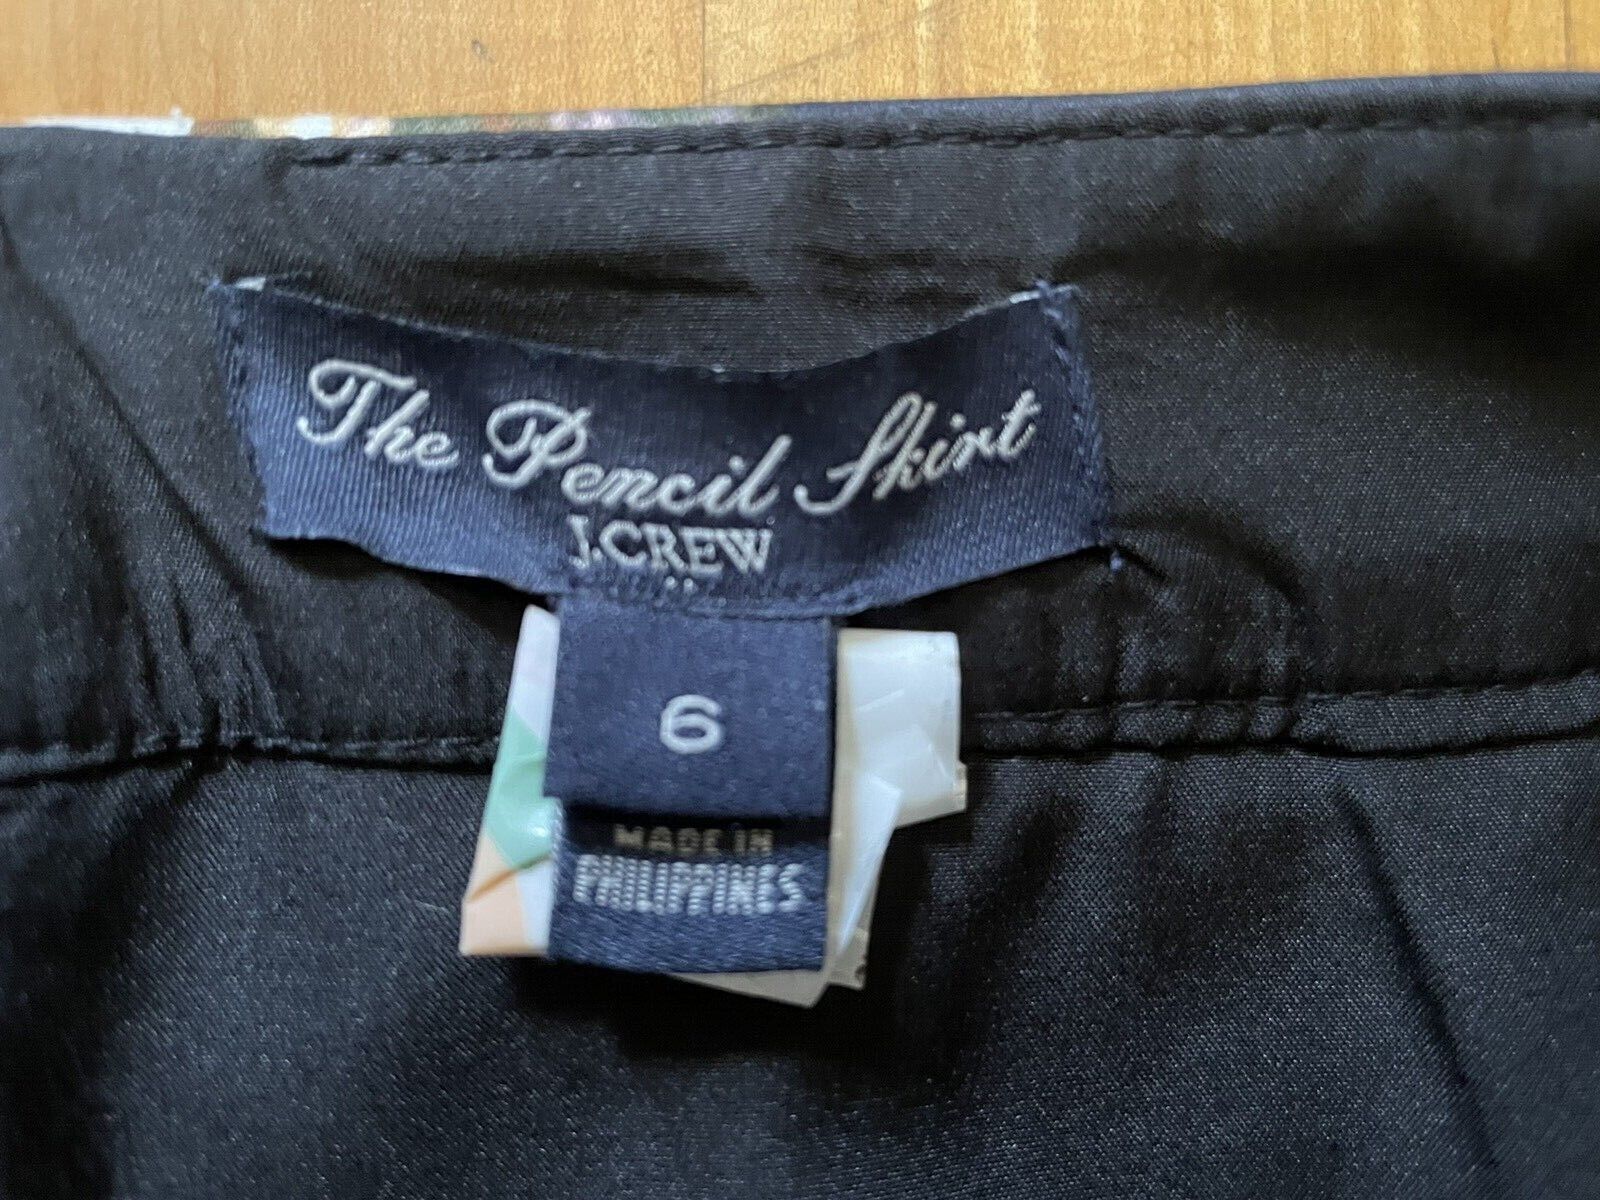 The Pencil Skirt
J.CREW
6
MADE IN
PHILIPPINES